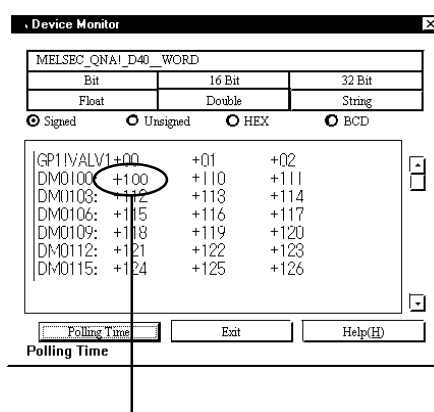 Device Monitor
MELSEC_QNA!_D40__WORD
Bit 16 Bit 32 Bit
Float Double String
Signed Unsigned HEX BCD
GP1!VALV1+00 +01 +02
DM0100: +100 +110 +111
DM0103: +112 +113 +114
DM0106: +115 +116 +117
DM0109: +118 +119 +120
DM0112: +121 +122 +123
DM0115: +124 +125 +126
Polling Time Exit Help(H)
Polling Time